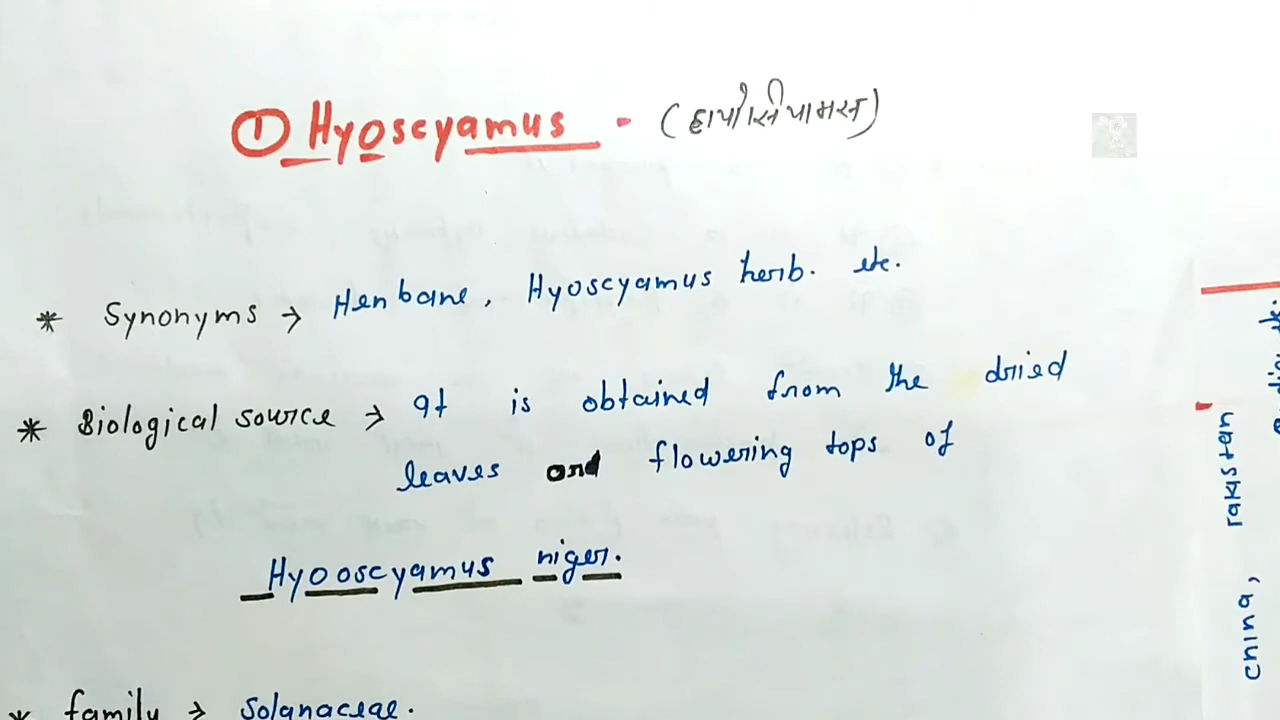 ① Hyoscyamus - (हायोसियामस)
* Synonyms → Henbane, Hyoscyamus herb. etc.
* Biological source → It is obtained from the dried
leaves and flowering tops of
Hyooscyamus niger.
* family → Solanaceae.
china, Pakistan